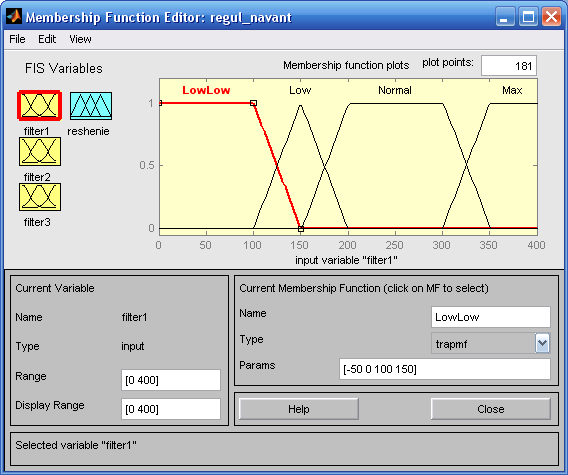 Membership Function Editor: regul_navant
File Edit View
FIS Variables
Membership function plots plot points: 181
filter1 reshenie
filter2
filter3
LowLow Low Normal Max
1
0.5
0
0 50 100 150 200 250 300 350 400
input variable "filter1"
Current Variable
Name filter1
Type input
Range [0 400]
Display Range [0 400]
Current Membership Function (click on MF to select)
Name LowLow
Type trapmf
Params [-50 0 100 150]
Help Close
Selected variable "filter1"